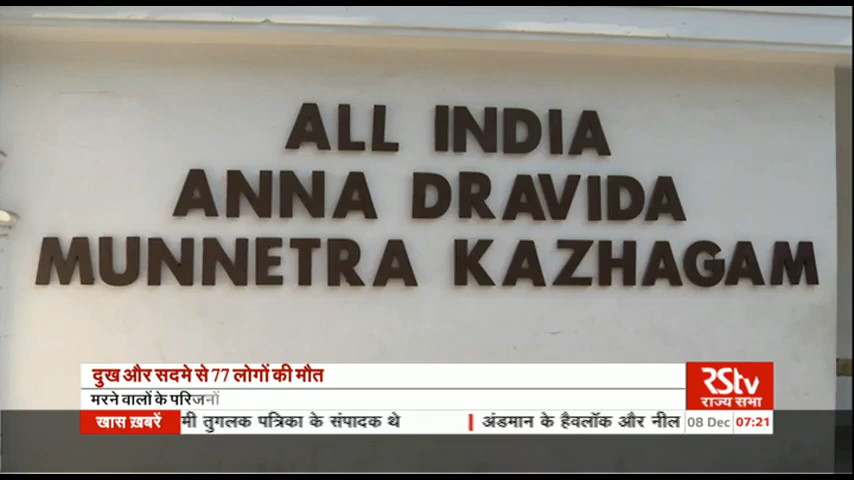 ALL INDIA
ANNA DRAVIDA
MUNNETRA KAZHAGAM
दुख और सदमे से 77 लोगों की मौत
मरने वालों के परिजनों
RStv
राज्य सभा
खास ख़बरें मी तुगलक पत्रिका के संपादक थे | अंडमान के हैवलॉक और नील 08 Dec 07:21